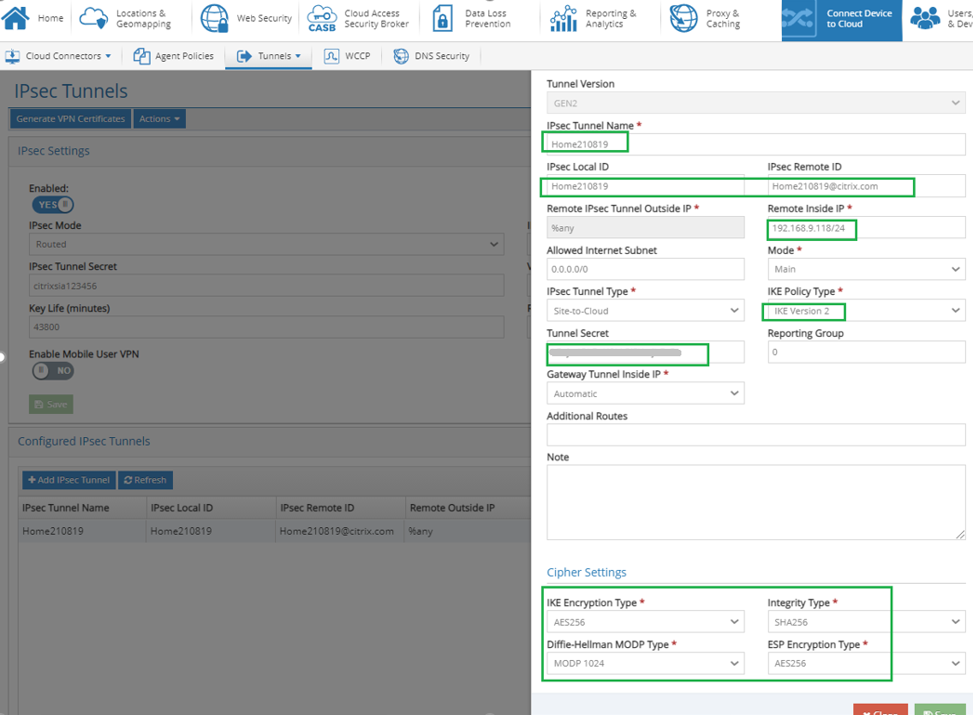 Home
Locations &
Geomapping
Web Security
CASB
Cloud Access
Security Broker
Data Loss
Prevention
Reporting &
Analytics
Proxy &
Caching
Connect Device
to Cloud
Users,
& Dev
Cloud Connectors
Agent Policies
Tunnels
WCCP
DNS Security
IPsec Tunnels
Generate VPN Certificates
Actions
IPsec Settings
Enabled:
YES
IPsec Mode
Routed
IPsec Tunnel Secret
citrixsia123456
Key Life (minutes)
43800
Enable Mobile User VPN
NO
Save
Configured IPsec Tunnels
+ Add IPsec Tunnel
Refresh
IPsec Tunnel Name IPsec Local ID IPsec Remote ID Remote Outside IP
Home210819 Home210819 Home210819@citrix.com %any
Tunnel Version
GEN2
IPsec Tunnel Name *
Home210819
IPsec Local ID IPsec Remote ID
Home210819 Home210819@citrix.com
Remote IPsec Tunnel Outside IP * Remote Inside IP *
%any 192.168.9.118/24
Allowed Internet Subnet Mode *
0.0.0.0/0 Main
IPsec Tunnel Type * IKE Policy Type *
Site-to-Cloud IKE Version 2
Tunnel Secret Reporting Group
0
Gateway Tunnel Inside IP *
Automatic
Additional Routes
Note
Cipher Settings
IKE Encryption Type * Integrity Type *
AES256 SHA256
Diffie-Hellman MODP Type * ESP Encryption Type *
MODP 1024 AES256
Close
Save